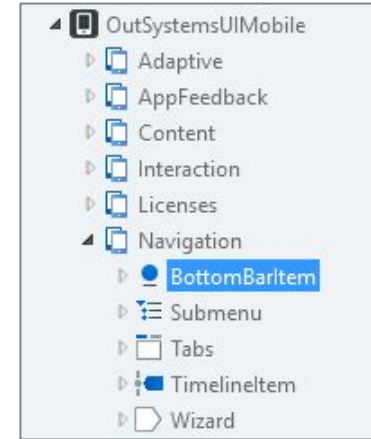 OutSystemsUIMobile
Adaptive
AppFeedback
Content
Interaction
Licenses
Navigation
BottomBarItem
Submenu
Tabs
TimelineItem
Wizard